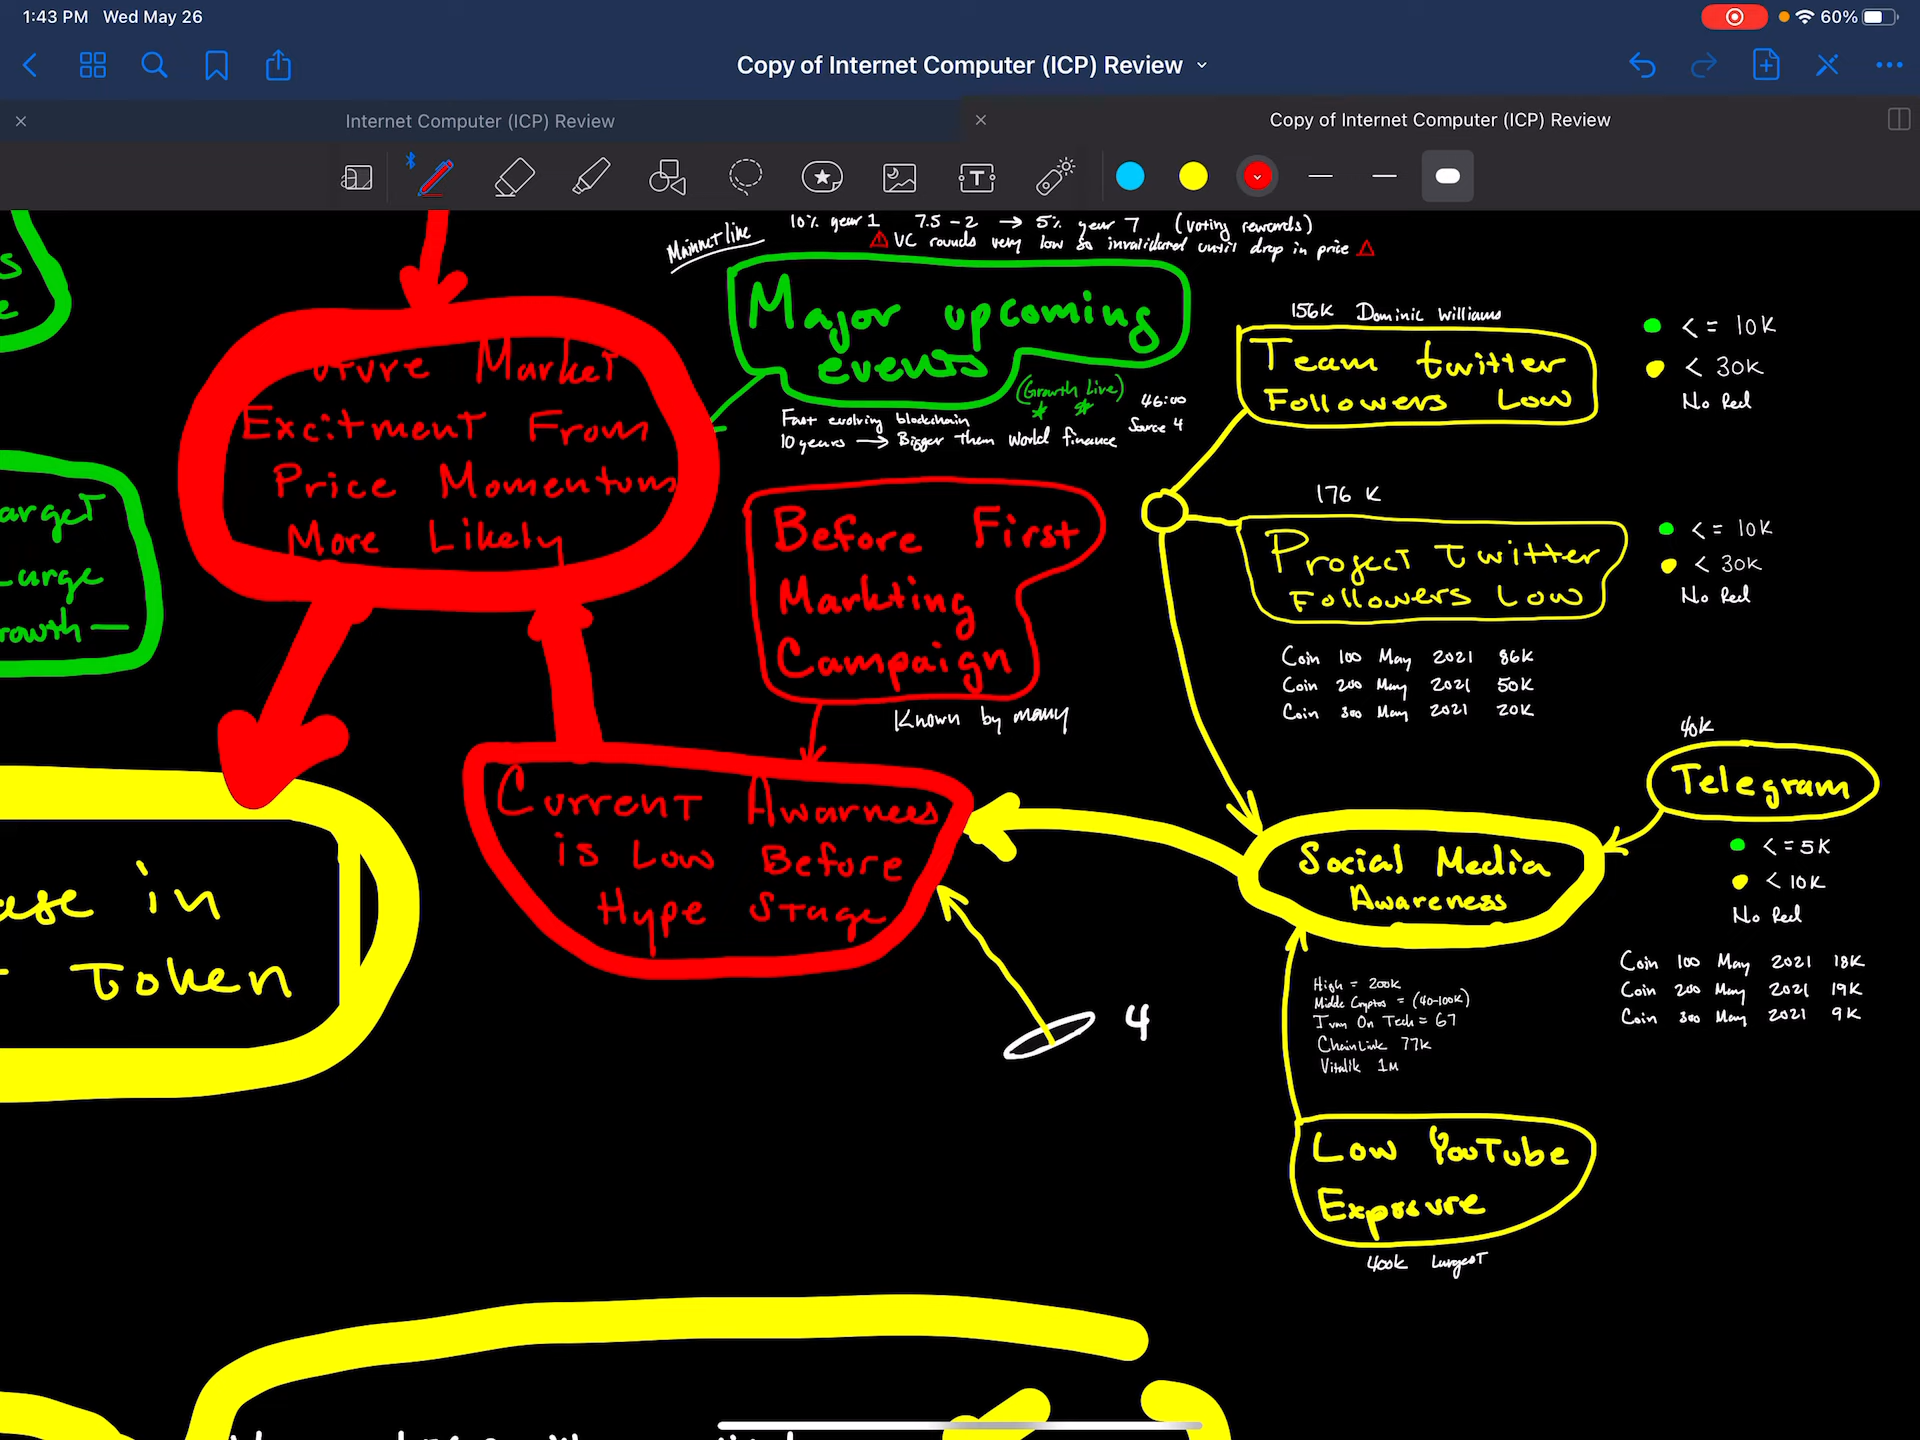 1:43 PM Wed May 26
60%
Copy of Internet Computer (ICP) Review
Internet Computer (ICP) Review
Copy of Internet Computer (ICP) Review
10% year 1 7.5 - 2 → 5% year 7 (voting rewards)
Mainnet live
VC rounds very low so invalidated until drop in price
Major upcoming
events
(Growth Live)
46:00
Source 4
Fast evolving blockchain
10 years → Bigger then World finance
Market
Excitment From
Price Momentum
More Likely
arget
Large
rowth —
Before First
Markting
Campaign
Known by many
Current Awarnees
is Low Before
Hype Stage
4
in
Token
156K Dominic Williams
Team twitter
Followers Low
<= 10K
< 30K
No Red
176 K
Project Twitter
Followers Low
<= 10K
< 30K
No Red
Coin 100 May 2021 86K
Coin 200 May 2021 50K
Coin 300 May 2021 20K
40K
Telegram
<=5K
<10K
No Red
Coin 100 May 2021 18K
Coin 200 May 2021 19K
Coin 300 May 2021 9K
Social Media
Awareness
High = 200K
Middle Cryptos = (40-100K)
Ivan On Tech = 67
ChainLink 77K
Vitalik 1M
Low YouTube
Exposure
400k Largest